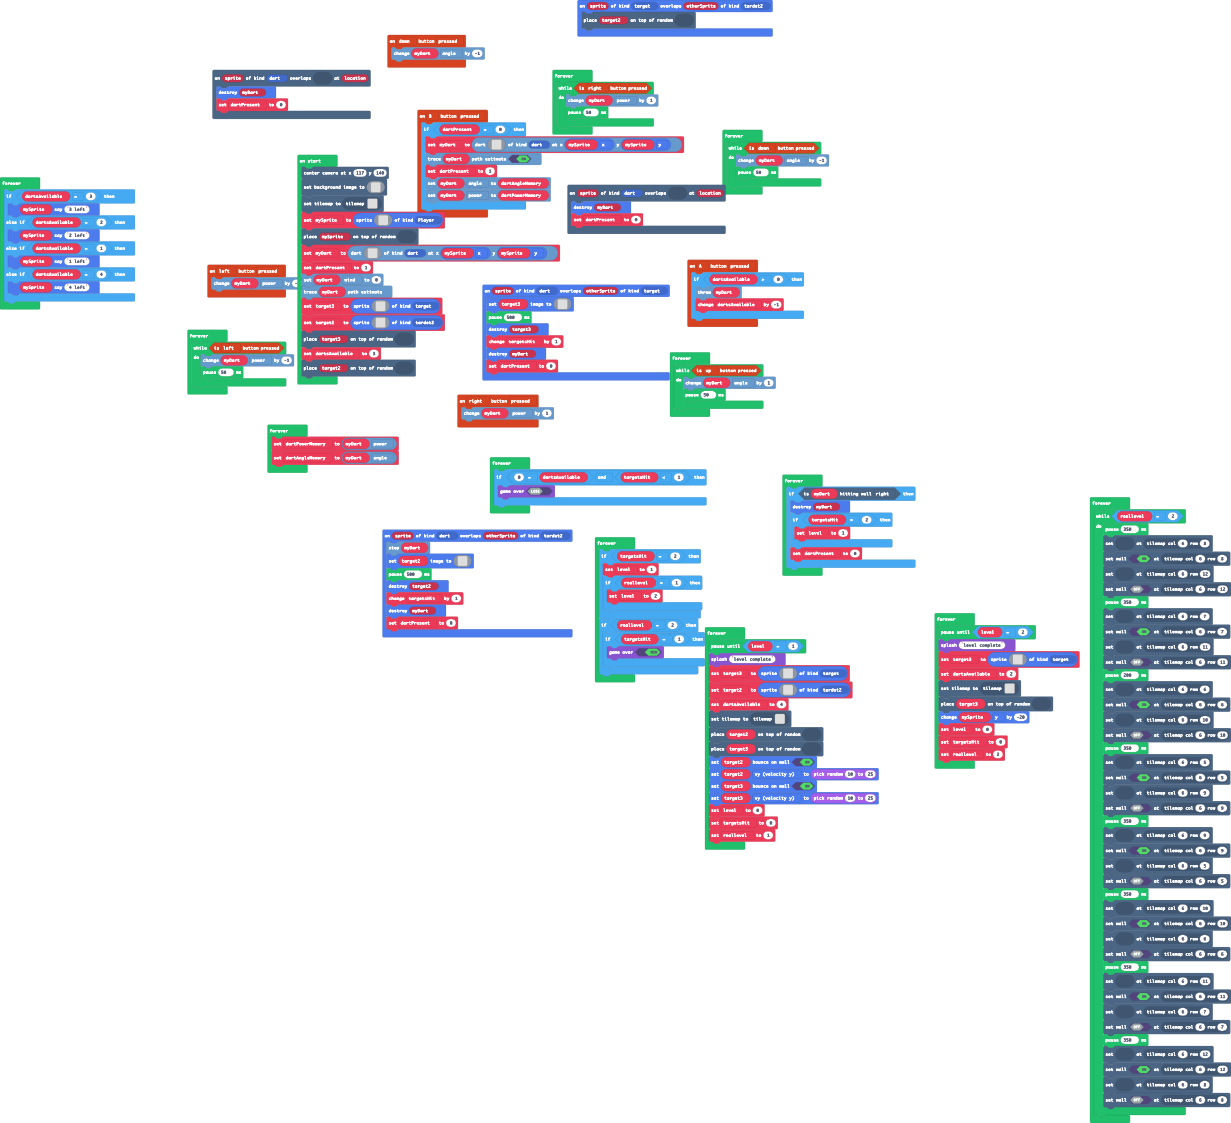 on sprite of kind target overlaps otherSprite of kind tardet2
place target2 on top of random
on down button pressed
change myDart angle by -1
on sprite of kind dart overlaps at location
destroy myDart
set dartPresent to 0
forever
while is right button pressed
do change myDart power by 1
pause 50 ms
on B button pressed
if dartPresent = 0 then
set myDart to dart of kind dart at x mySprite x y mySprite y
trace myDart path estimate
set dartPresent to 1
set myDart angle to dartAngleMemory
set myDart power to dartPowerMemory
forever
while is down button pressed
do change myDart angle by -1
pause 50 ms
on start
center camera at x 117 y 140
set background image to
set tilemap to tilemap
set mySprite to sprite of kind Player
place mySprite on top of random
set myDart to dart of kind dart at x mySprite x y mySprite y
set dartPresent to 1
set myDart wind to 0
trace myDart path estimate
set target3 to sprite of kind target
set target2 to sprite of kind tardet2
place target3 on top of random
set dartsAvailable to 3
place target2 on top of random
forever
if dartsAvailable = 3 then
mySprite say 3 left
else if dartsAvailable = 2 then
mySprite say 2 left
else if dartsAvailable = 1 then
mySprite say 1 left
else if dartsAvailable = 4 then
mySprite say 4 left
on sprite of kind dart overlaps at location
destroy myDart
set dartPresent to 0
on left button pressed
change myDart power by
on A button pressed
if dartsAvailable 0 then
throw myDart
change dartsAvailable by -1
on sprite of kind dart overlaps otherSprite of kind target
set target3 image to
pause 500 ms
destroy target3
change targetsHit by 1
destroy myDart
set dartPresent to 0
forever
while is left button pressed
do change myDart power by -1
pause 50 ms
forever
while is up button pressed
do change myDart angle by 1
pause 50 ms
on right button pressed
change myDart power by 1
forever
set dartPowerMemory to myDart power
set dartAngleMemory to myDart angle
forever
if 0 = dartsAvailable and targetsHit < 1 then
game over LOSE
forever
if is myDart hitting wall right then
destroy myDart
if targetsHit = 2 then
set level to 1
set dartPresent to 0
on sprite of kind dart overlaps otherSprite of kind tardet2
stop myDart
set target2 image to
pause 500 ms
destroy target2
change targetsHit by 1
destroy myDart
set dartPresent to 0
forever
if targetsHit = 2 then
set level to 1
if reallevel = 1 then
set level to 2
if reallevel = 2 then
if targetsHit = 1 then
game over WIN
forever
pause until level = 1
splash level complete
set target3 to sprite of kind target
set target2 to sprite of kind tardet2
set dartsAvailable to 4
set tilemap to tilemap
place target2 on top of random
place target3 on top of random
set target2 bounce on wall ON
set target2 vy (velocity y) to pick random 10 to 25
set target3 bounce on wall ON
set target3 vy (velocity y) to pick random 10 to 25
set level to 0
set targetsHit to 0
set reallevel to 1
forever
pause until level = 2
splash level complete
set target3 to sprite of kind target
set dartsAvailable to 2
set tilemap to tilemap
place target3 on top of random
change mySprite y by -20
set level to 0
set targetsHit to 0
set reallevel to 2
forever
while reallevel = 2
do pause 350 ms
set at tilemap col 6 row 8
set wall ON at tilemap col 6 row 8
set at tilemap col 6 row 12
set wall OFF at tilemap col 6 row 12
pause 350 ms
set at tilemap col 6 row 7
set wall ON at tilemap col 6 row 7
set at tilemap col 6 row 11
set wall OFF at tilemap col 6 row 11
pause 200 ms
set at tilemap col 6 row 6
set wall ON at tilemap col 6 row 6
set at tilemap col 6 row 10
set wall OFF at tilemap col 6 row 10
pause 350 ms
set at tilemap col 6 row 5
set wall ON at tilemap col 6 row 5
set at tilemap col 6 row 9
set wall OFF at tilemap col 6 row 9
pause 350 ms
set at tilemap col 6 row 9
set wall ON at tilemap col 6 row 9
set at tilemap col 6 row 5
set wall OFF at tilemap col 6 row 5
pause 350 ms
set at tilemap col 6 row 10
set wall ON at tilemap col 6 row 10
set at tilemap col 6 row 6
set wall OFF at tilemap col 6 row 6
pause 350 ms
set at tilemap col 6 row 11
set wall ON at tilemap col 6 row 11
set at tilemap col 6 row 7
set wall OFF at tilemap col 6 row 7
pause 350 ms
set at tilemap col 6 row 12
set wall ON at tilemap col 6 row 12
set at tilemap col 6 row 8
set wall OFF at tilemap col 6 row 8